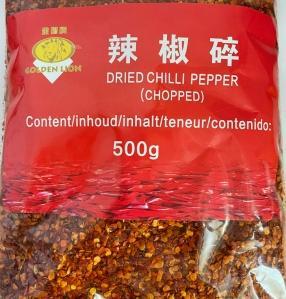 GOLDEN LION
辣椒碎
DRIED CHILLI PEPPER
(CHOPPED)
Content/inhoud/inhalt/teneur/contenido:
500g